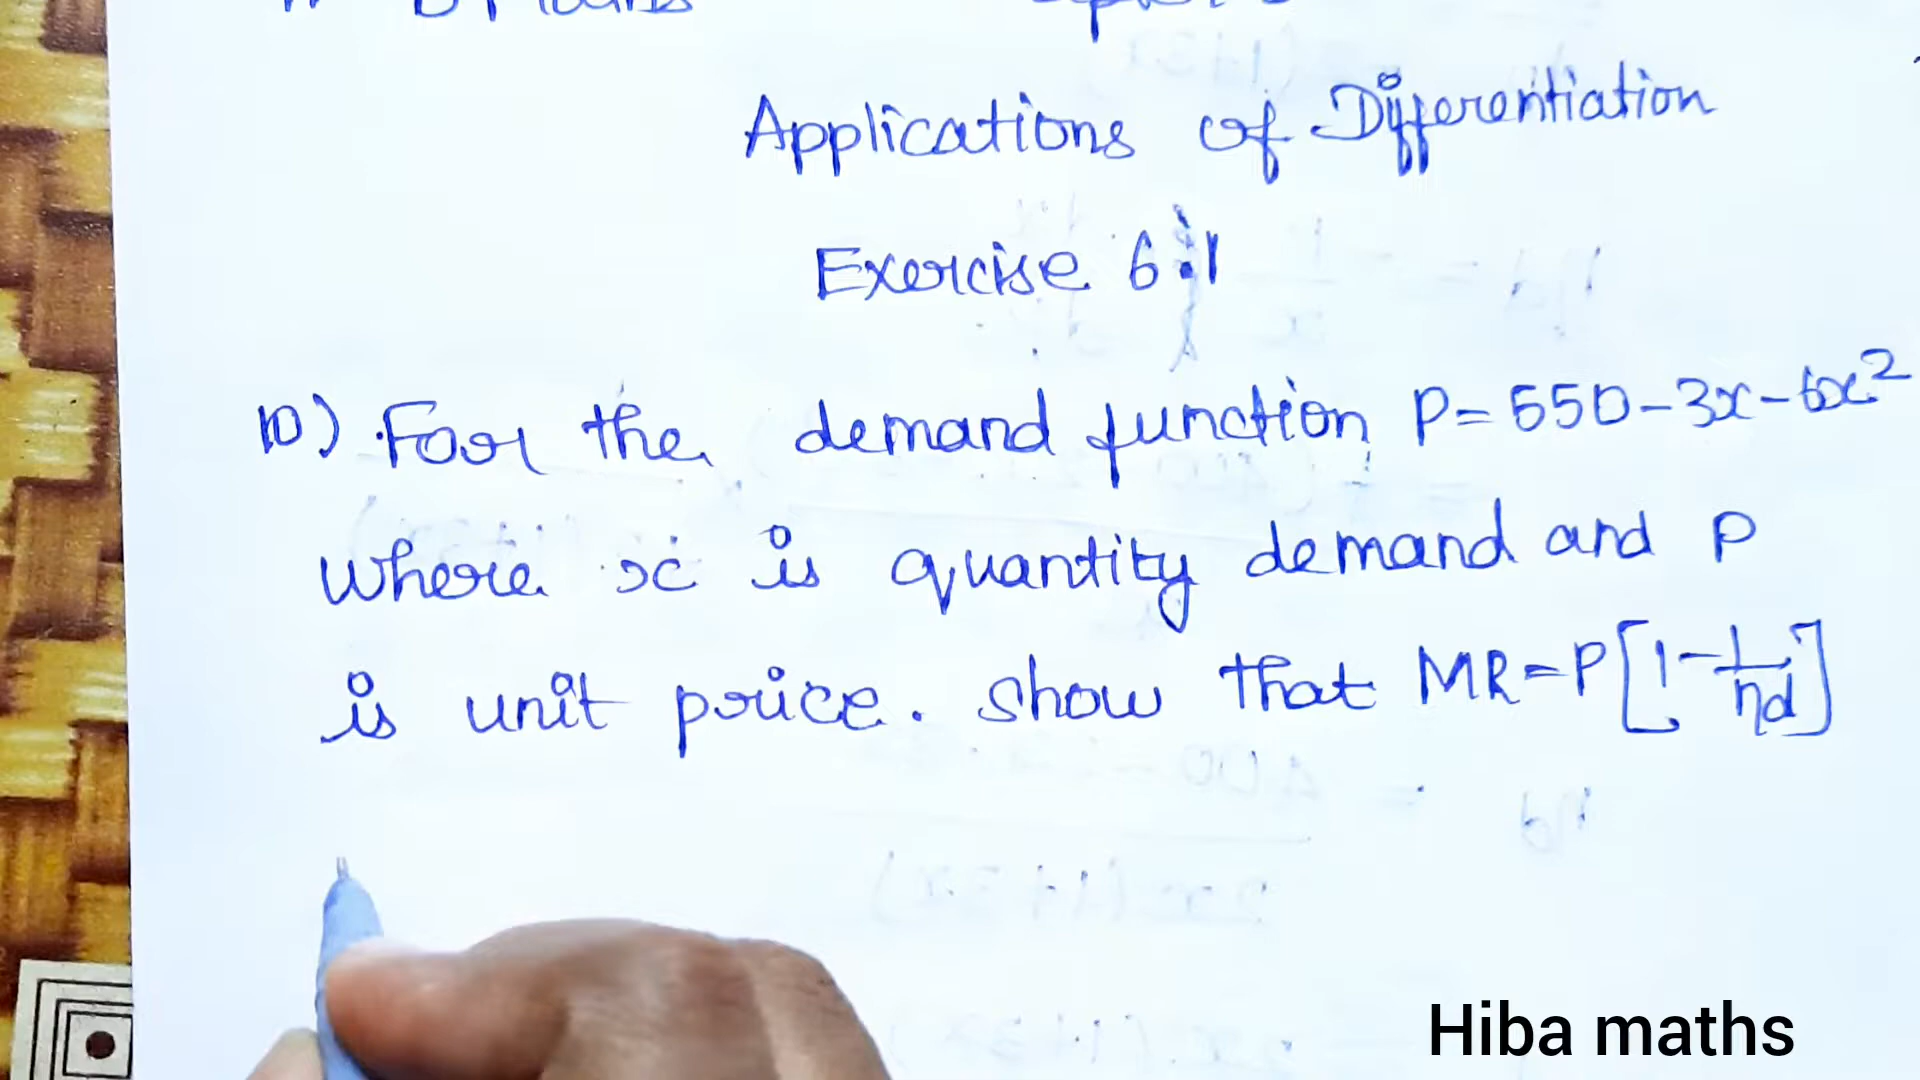 Applications of Differentiation
Exercise 6.1
10) For the demand function P = 550-3x-6x²
where x is quantity demand and P
is unit price. show that MR=P[1-1/ηd]
Hiba maths